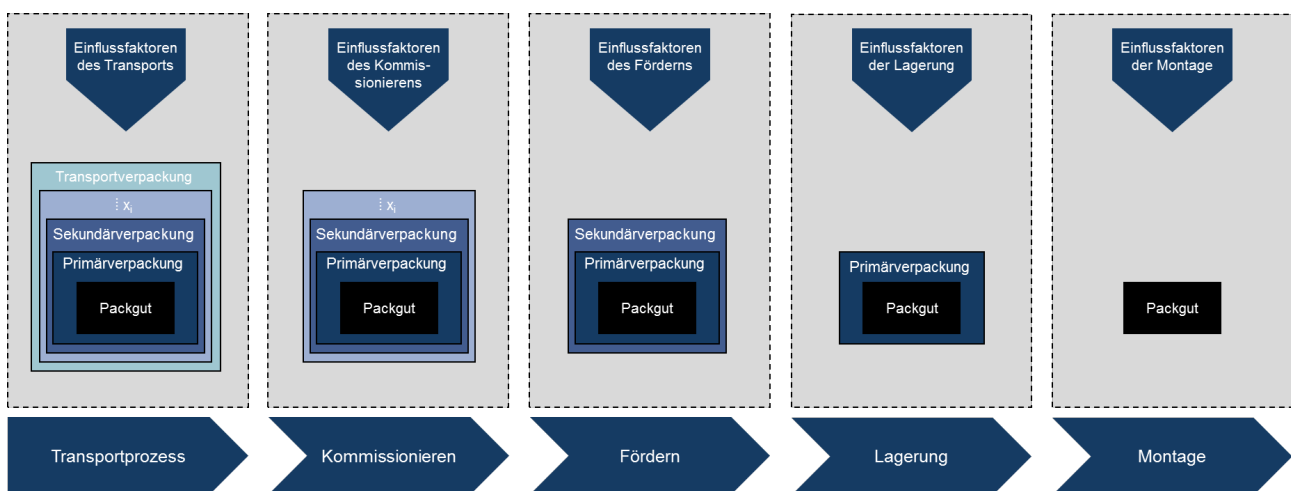 Einflussfaktoren
des Transports
Einflussfaktoren
des Kommis-
sionierens
Einflussfaktoren
des Förderns
Einflussfaktoren
der Lagerung
Einflussfaktoren
der Montage
Transportverpackung
⋮ xᵢ
Sekundärverpackung
Primärverpackung
Packgut
⋮ xᵢ
Sekundärverpackung
Primärverpackung
Packgut
Sekundärverpackung
Primärverpackung
Packgut
Primärverpackung
Packgut
Packgut
Transportprozess
Kommissionieren
Fördern
Lagerung
Montage